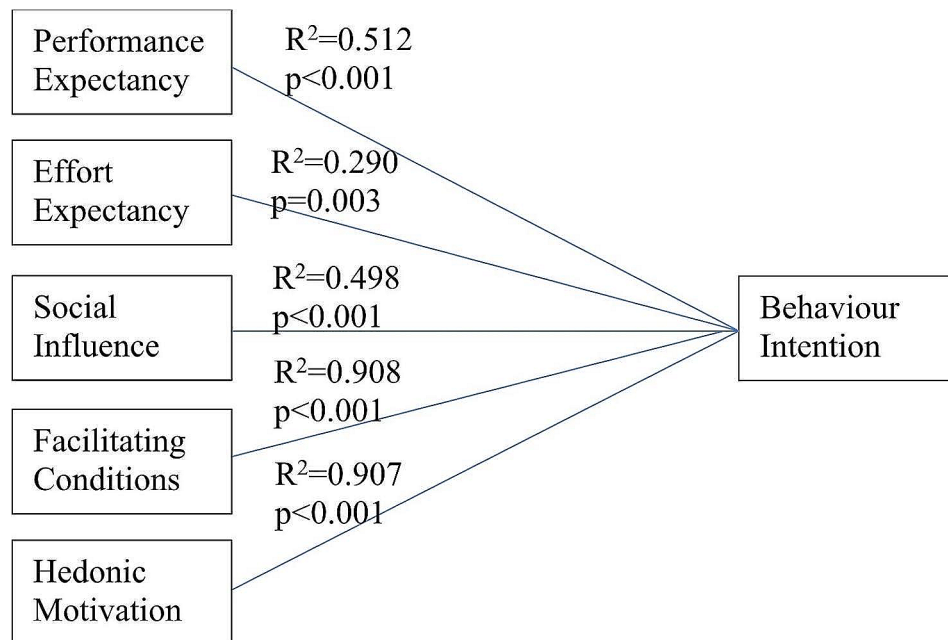 Performance
Expectancy
R²=0.512
p<0.001
Effort
Expectancy
R²=0.290
p=0.003
Social
Influence
R²=0.498
p<0.001
Behaviour
Intention
Facilitating
Conditions
R²=0.908
p<0.001
Hedonic
Motivation
R²=0.907
p<0.001